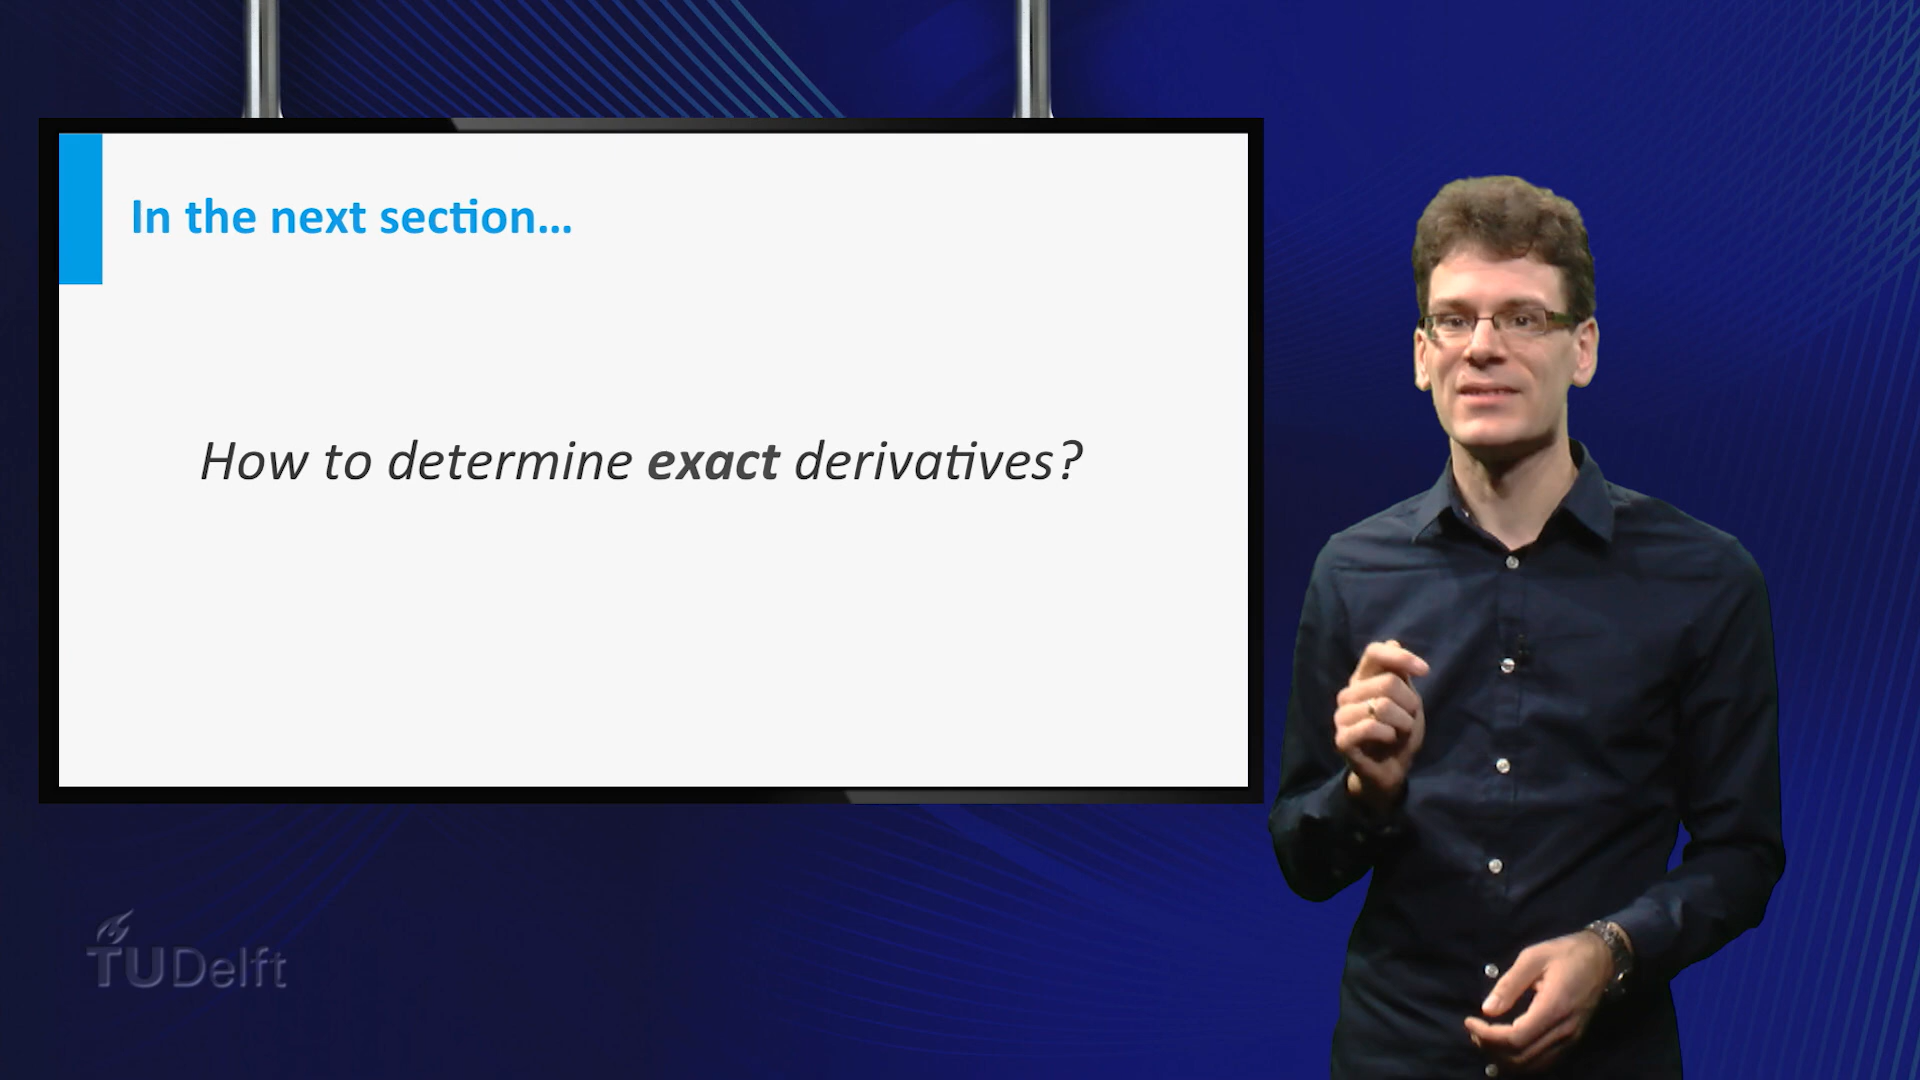 In the next section...
How to determine exact derivatives?
TUDelft